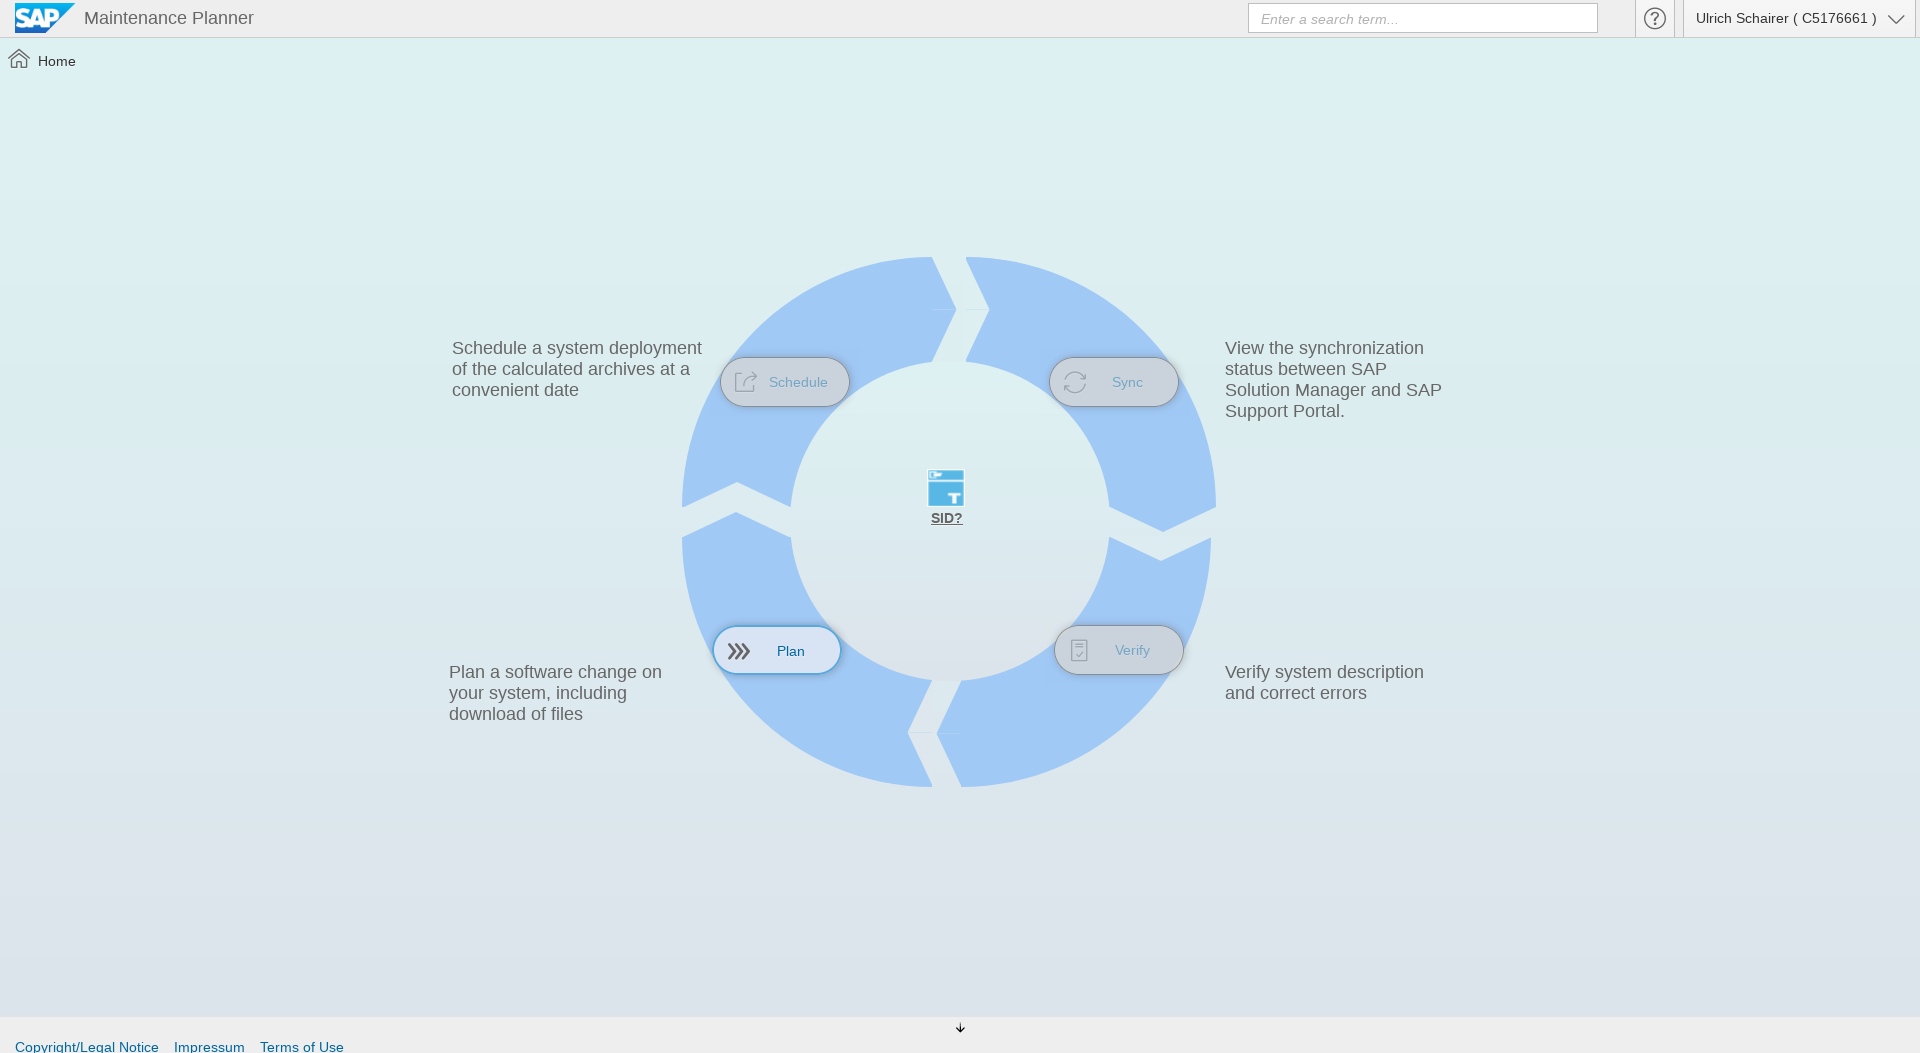 SAP Maintenance Planner
Enter a search term...
Ulrich Schairer ( C5176661 )
Home
Schedule a system deployment
of the calculated archives at a
convenient date
Schedule
Sync
View the synchronization
status between SAP
Solution Manager and SAP
Support Portal.
T
SID?
Plan a software change on
your system, including
download of files
Plan
Verify
Verify system description
and correct errors
Copyright/Legal Notice Impressum Terms of Use